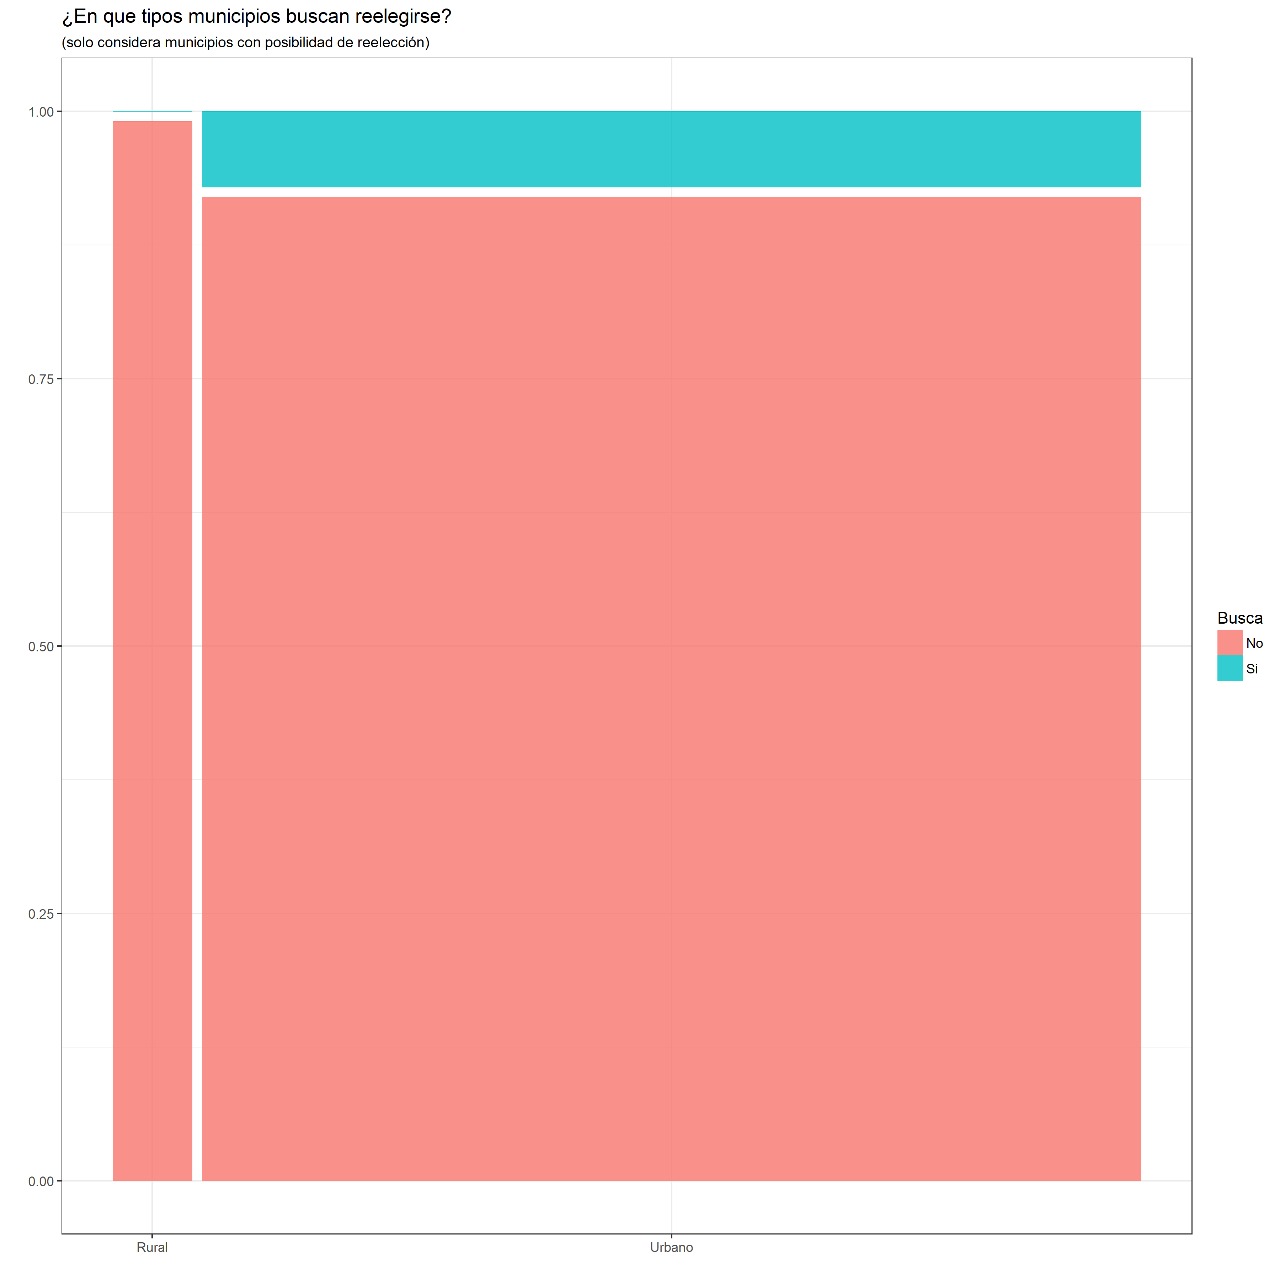 ¿En que tipos municipios buscan reelegirse?
(solo considera municipios con posibilidad de reelección)
1.00
0.75
0.50
0.25
0.00
Rural
Urbano
Busca
No
Si